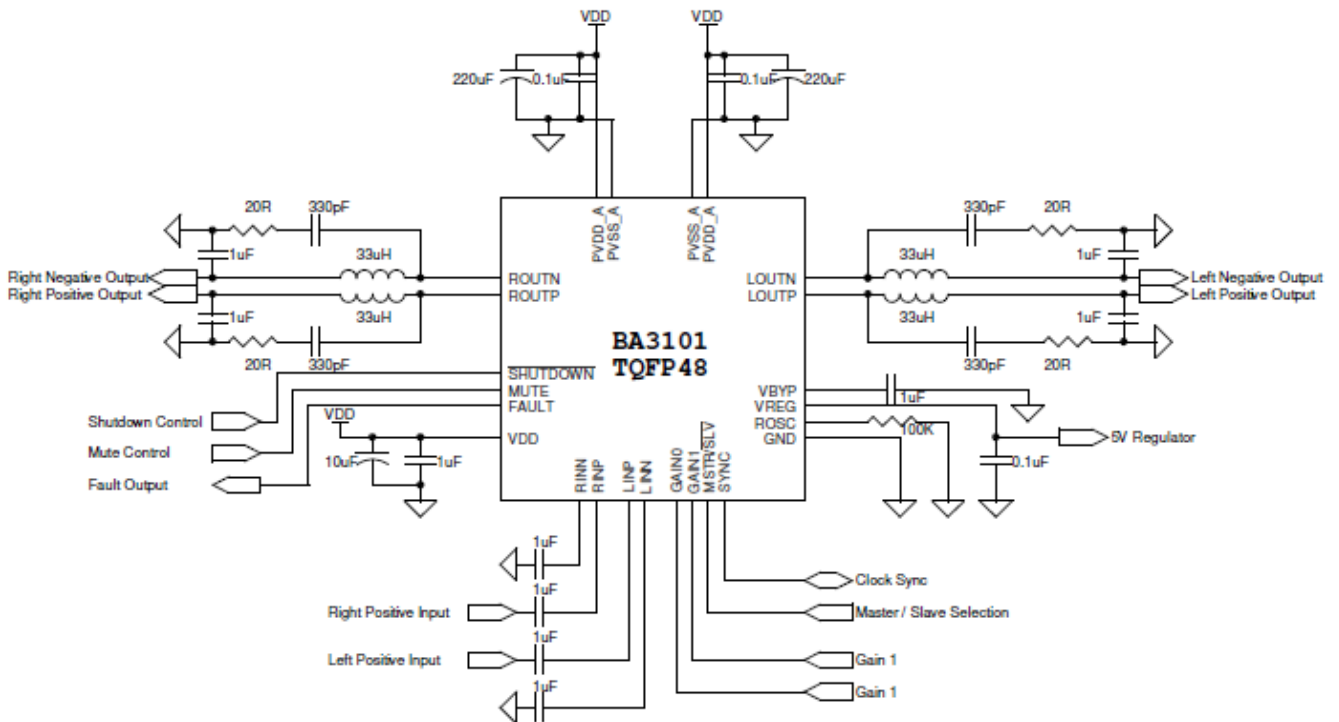 VDD
VDD
220uF
0.1uF
0.1uF
220uF
PVDD_A
PVSS_A
PVSS_A
PVDD_A
20R
330pF
330pF
20R
1uF
33uH
33uH
1uF
Right Negative Output
ROUTN
LOUTN
Left Negative Output
Right Positive Output
ROUTP
LOUTP
Left Positive Output
1uF
33uH
33uH
1uF
BA3101
TQFP48
20R
330pF
330pF
20R
SHUTDOWN
MUTE
FAULT
VDD
VBYP
VREG
ROSC
GND
1uF
100K
Shutdown Control
VDD
5V Regulator
Mute Control
10uF
1uF
0.1uF
Fault Output
RINN
RINP
LINP
LINN
GAIN0
GAIN1
MSTR/SLV
SYNC
1uF
Clock Sync
1uF
Right Positive Input
Master / Slave Selection
1uF
Left Positive Input
Gain 1
1uF
Gain 1